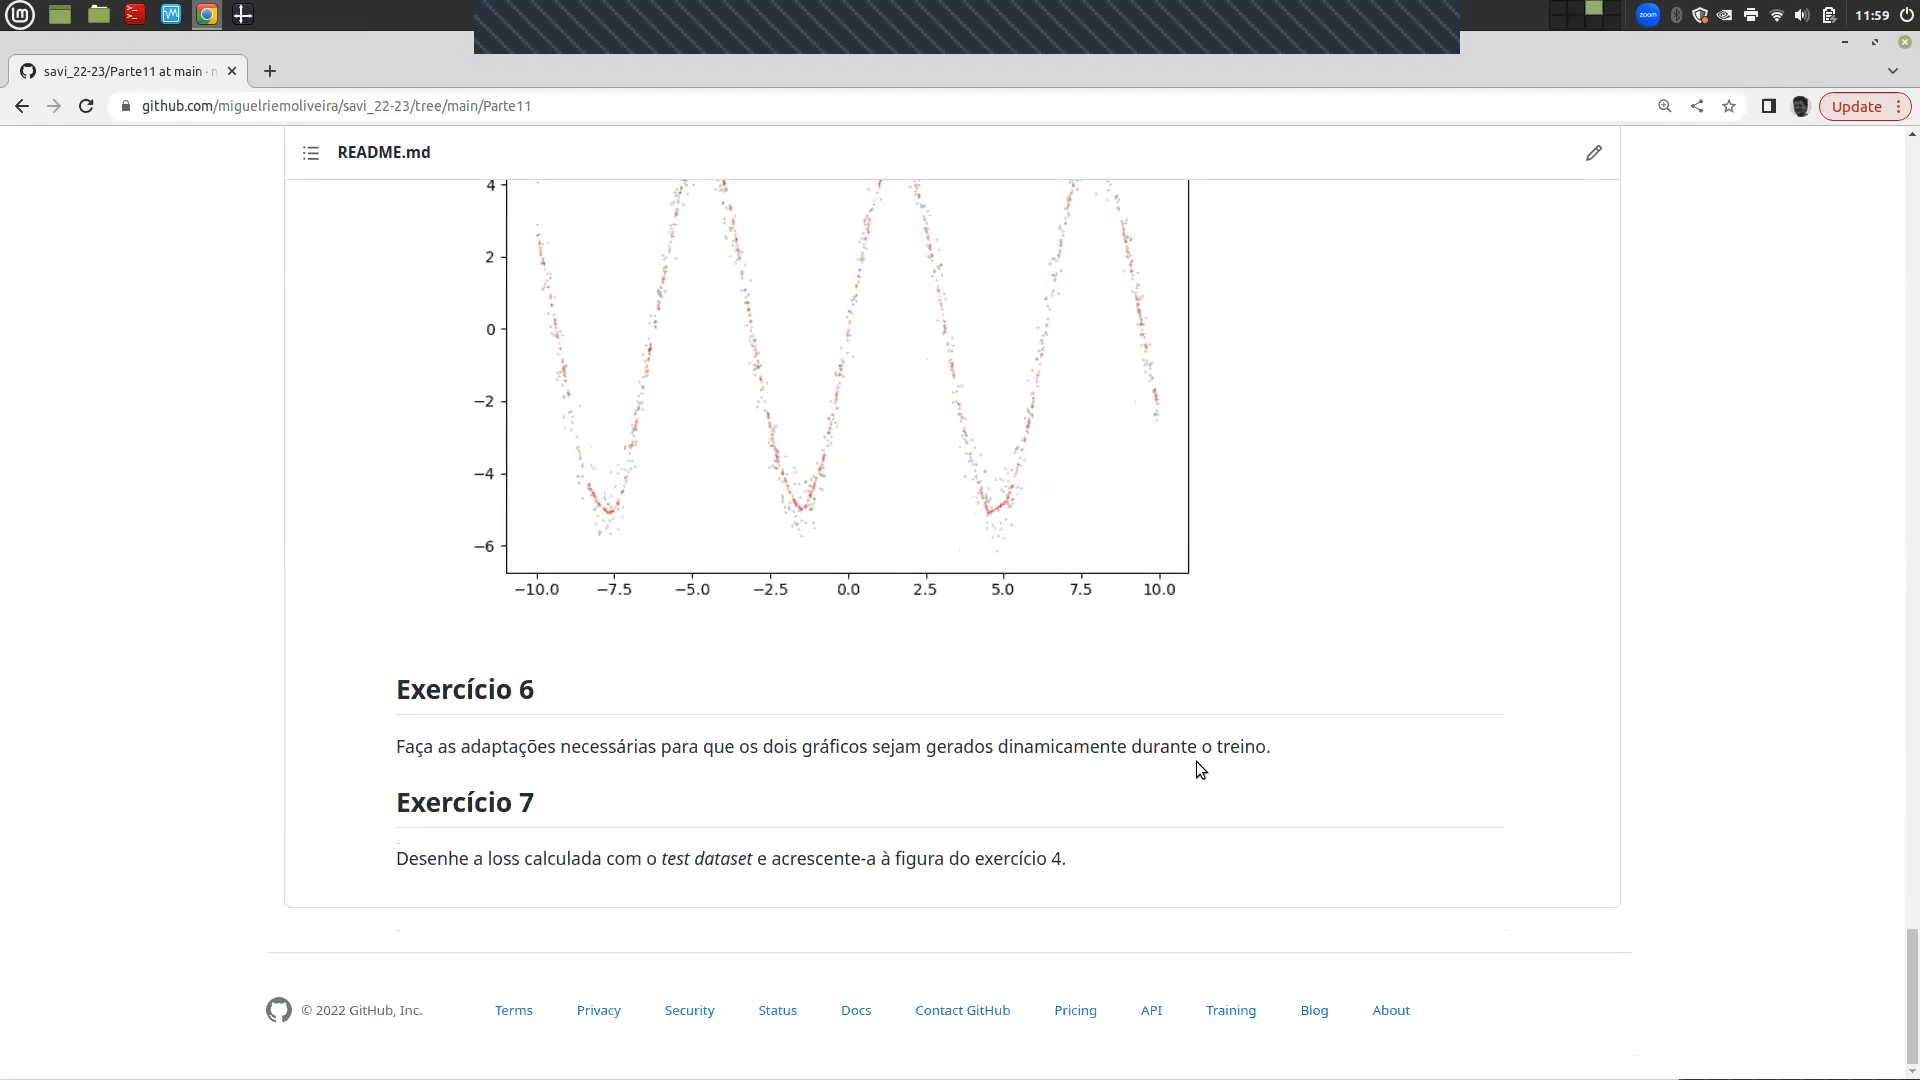 11:59
zoom
savi_22-23/Parte11 at main ·
github.com/miguelriemoliveira/savi_22-23/tree/main/Parte11
Update
README.md
4
2
0
−2
−4
−6
−10.0 −7.5 −5.0 −2.5 0.0 2.5 5.0 7.5 10.0
Exercício 6
Faça as adaptações necessárias para que os dois gráficos sejam gerados dinamicamente durante o treino.
Exercício 7
Desenhe a loss calculada com o test dataset e acrescente-a à figura do exercício 4.
© 2022 GitHub, Inc. Terms Privacy Security Status Docs Contact GitHub Pricing API Training Blog About